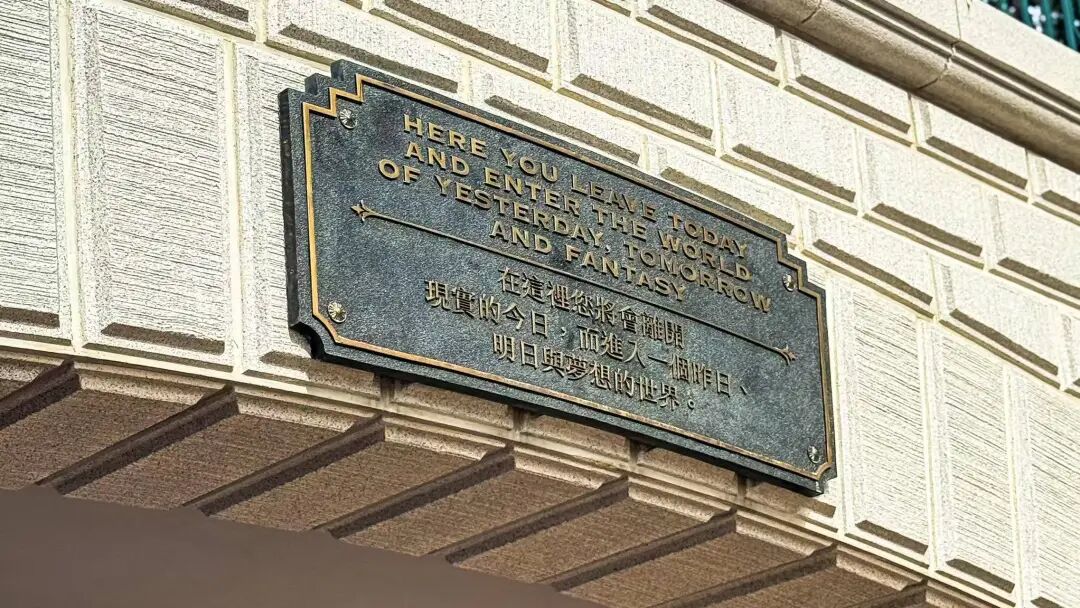 HERE YOU LEAVE TODAY
AND ENTER THE WORLD
OF YESTERDAY, TOMORROW
AND FANTASY
在這裡您將會離開
現實的今日，而進入一個昨日、
明日與夢想的世界。